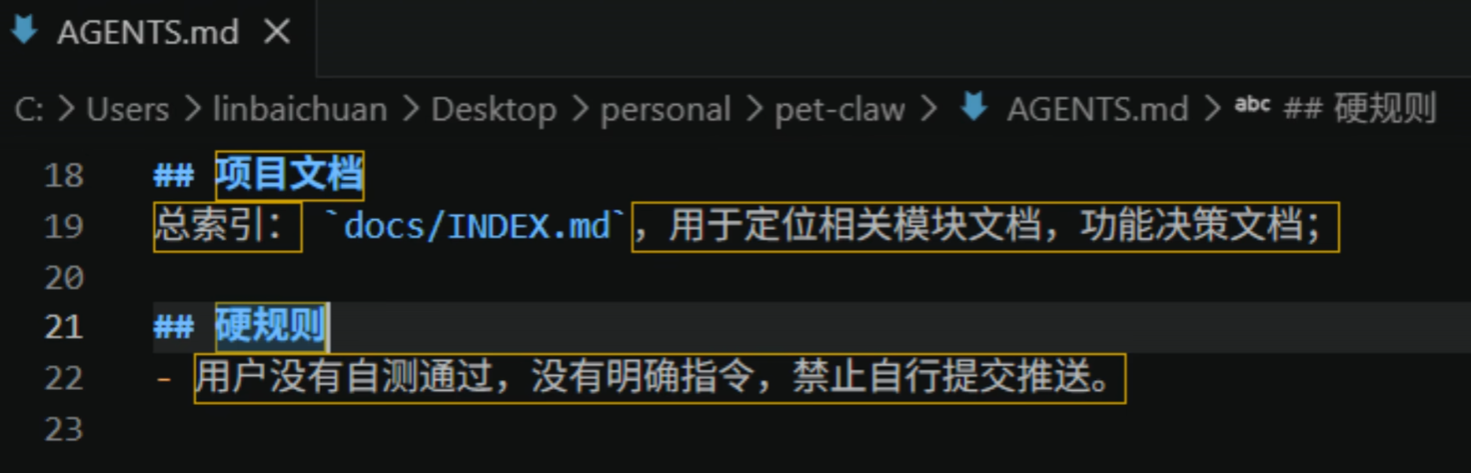 AGENTS.md ×
C: > Users > linbaichuan > Desktop > personal > pet-claw > AGENTS.md > abc ## 硬规则
18 ## 项目文档
19 总索引： `docs/INDEX.md`，用于定位相关模块文档，功能决策文档；
20
21 ## 硬规则
22 - 用户没有自测通过，没有明确指令，禁止自行提交推送。
23